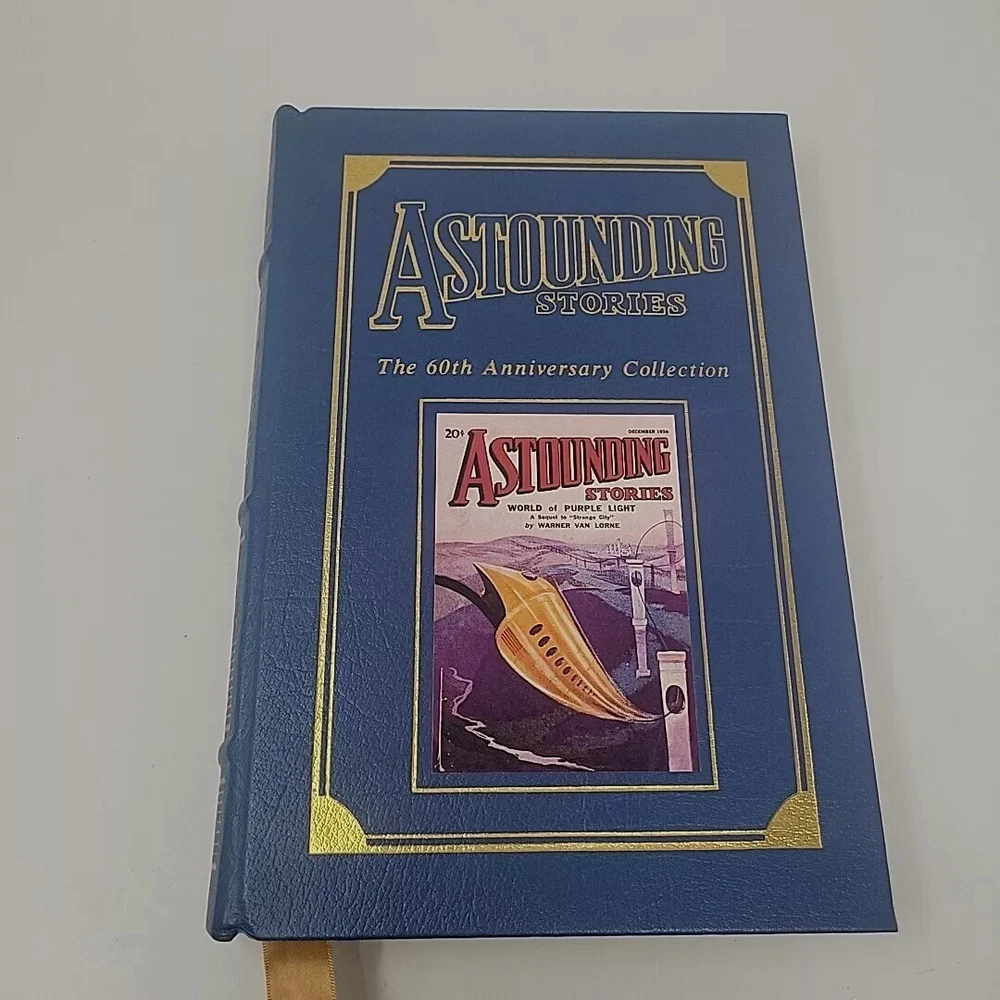 ASTOUNDING
STORIES
The 60th Anniversary Collection
20¢
DECEMBER 1936
ASTOUNDING
STORIES
WORLD of PURPLE LIGHT
A Sequel to "Strange City"
by WARNER VAN LORNE